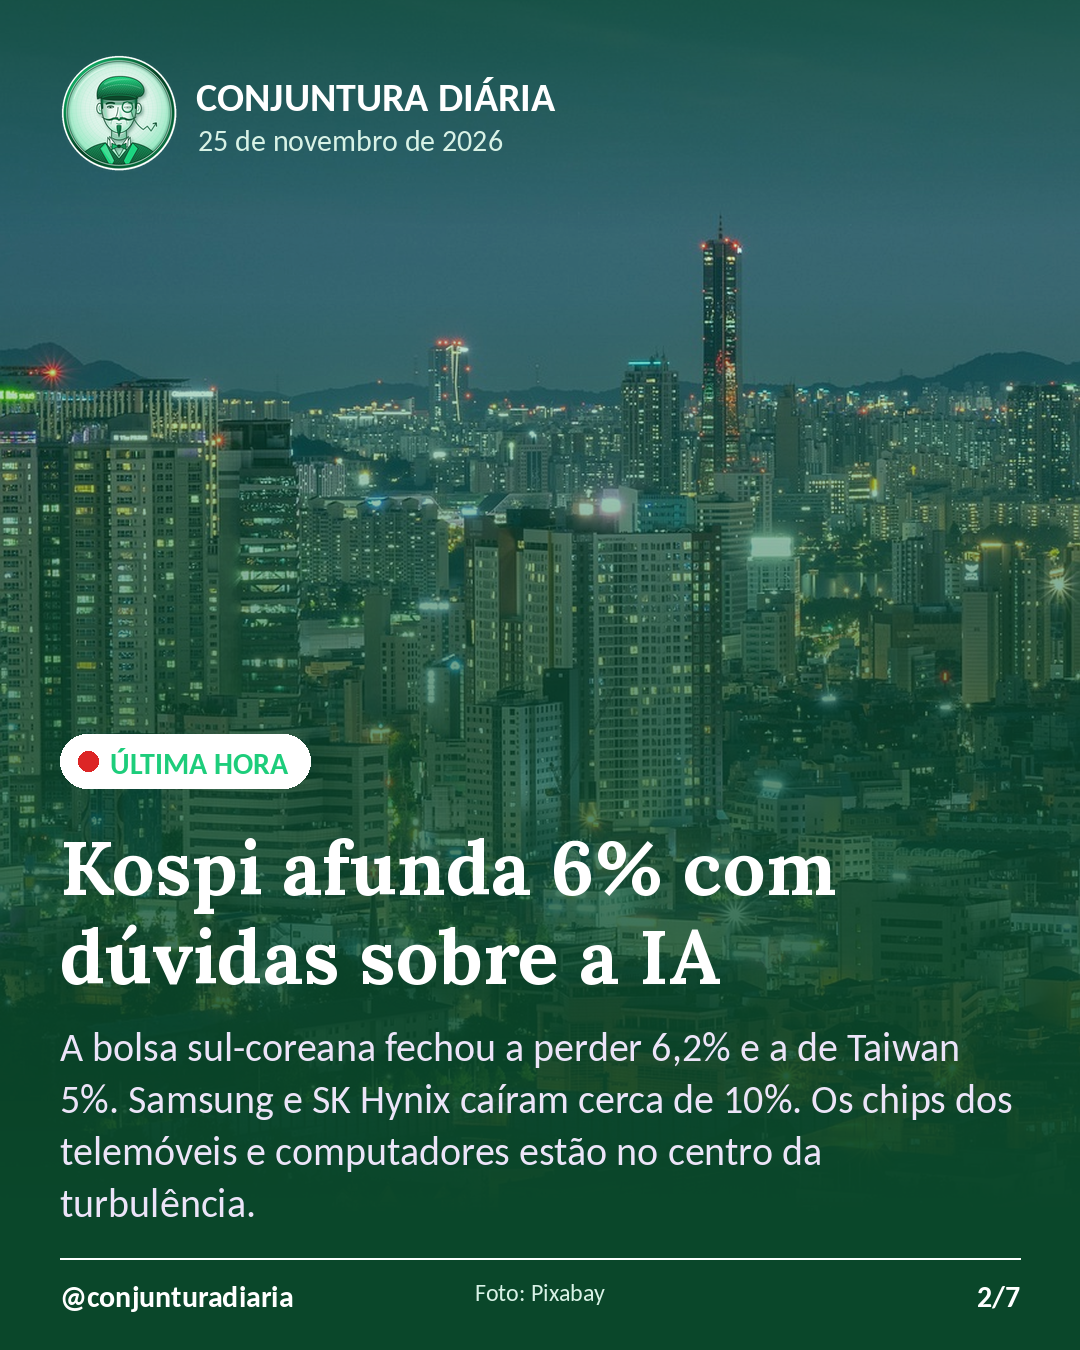 CONJUNTURA DIÁRIA
25 de novembro de 2026
ÚLTIMA HORA
Kospi afunda 6% com
dúvidas sobre a IA
A bolsa sul-coreana fechou a perder 6,2% e a de Taiwan
5%. Samsung e SK Hynix caíram cerca de 10%. Os chips dos
telemóveis e computadores estão no centro da
turbulência.
@conjunturadiaria
Foto: Pixabay
2/7